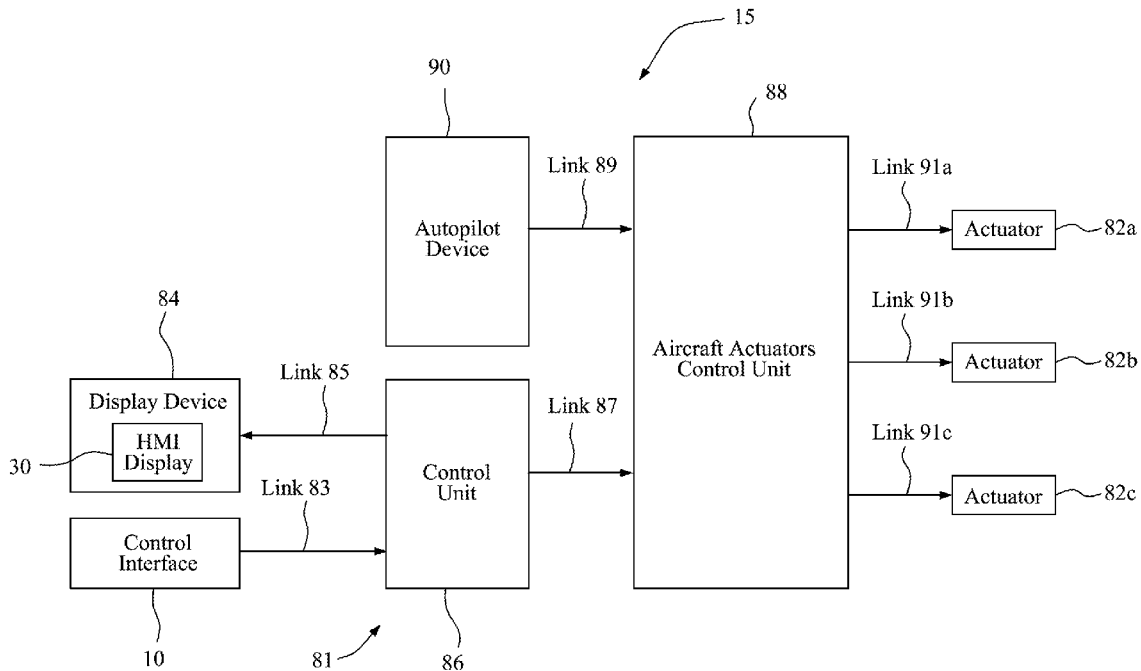 15
90
88
Link 89
Link 91a
Autopilot
Device
Actuator
82a
84
Link 91b
Link 85
Aircraft Actuators
Control Unit
Actuator
82b
Display Device
Link 87
HMI
Display
Link 91c
30
Control
Unit
Link 83
Actuator
82c
Control
Interface
10
81
86